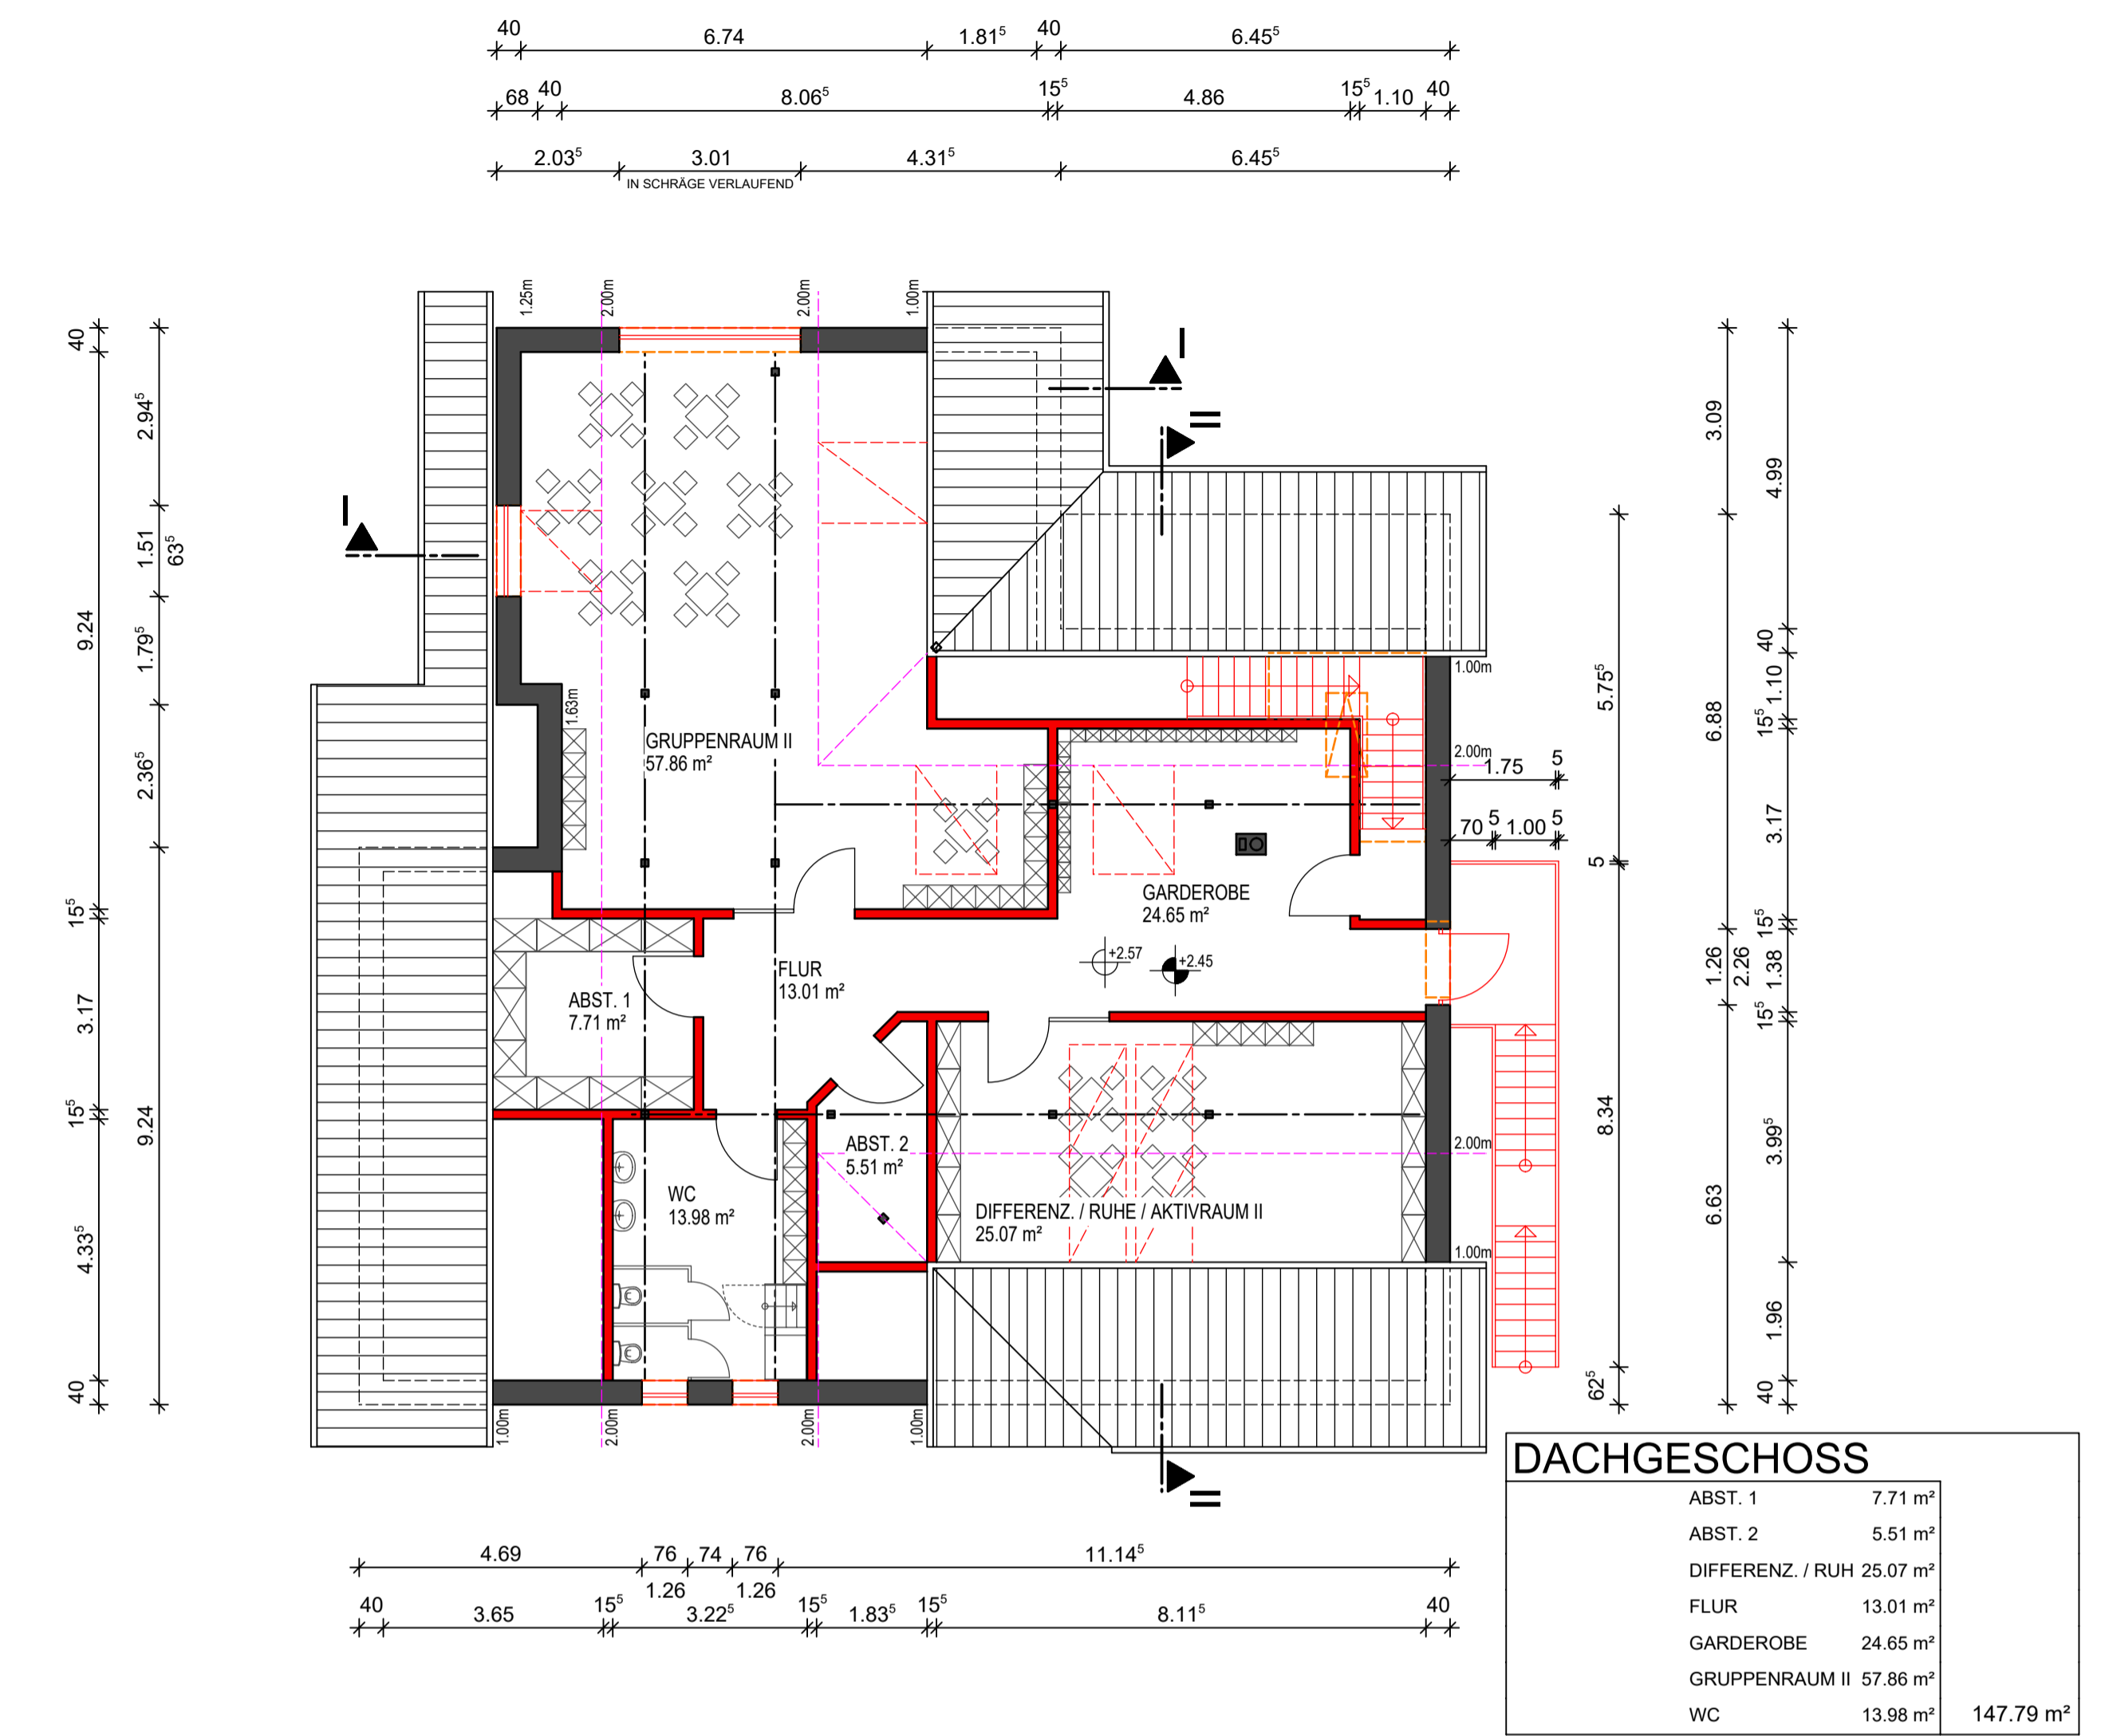 40 6.74 1.81⁵ 40 6.45⁵
68 40 8.06⁵ 15⁵ 4.86 15⁵ 1.10 40
2.03⁵ 3.01 4.31⁵ 6.45⁵
IN SCHRÄGE VERLAUFEND
1.25m 2.00m 2.00m 1.00m
I
II
I
40
9.24
15⁵
3.17
15⁵
4.33⁵
40
2.94⁵
1.51
63⁵
1.79⁵
2.36⁵
9.24
1.63m
GRUPPENRAUM II
57.86 m²
GARDEROBE
24.65 m²
FLUR
13.01 m²
+2.57
+2.45
ABST. 1
7.71 m²
ABST. 2
5.51 m²
WC
13.98 m²
DIFFERENZ. / RUHE / AKTIVRAUM II
25.07 m²
1.00m
2.00m
1.75 5
70 5 1.00 5
2.00m
1.00m
5.75⁵
5
8.34
62⁵
3.09
6.88
1.26
2.26
6.63
4.99
40
1.10
15⁵
3.17
15⁵
1.38
15⁵
3.99⁵
1.96
40
1.00m 2.00m 2.00m 1.00m
II
4.69 76 74 76 11.14⁵
1.26 1.26
40 3.65 15⁵ 3.22⁵ 15⁵ 1.83⁵ 15⁵ 8.11⁵ 40
DACHGESCHOSS
ABST. 1 7.71 m²
ABST. 2 5.51 m²
DIFFERENZ. / RUH 25.07 m²
FLUR 13.01 m²
GARDEROBE 24.65 m²
GRUPPENRAUM II 57.86 m²
WC 13.98 m² 147.79 m²